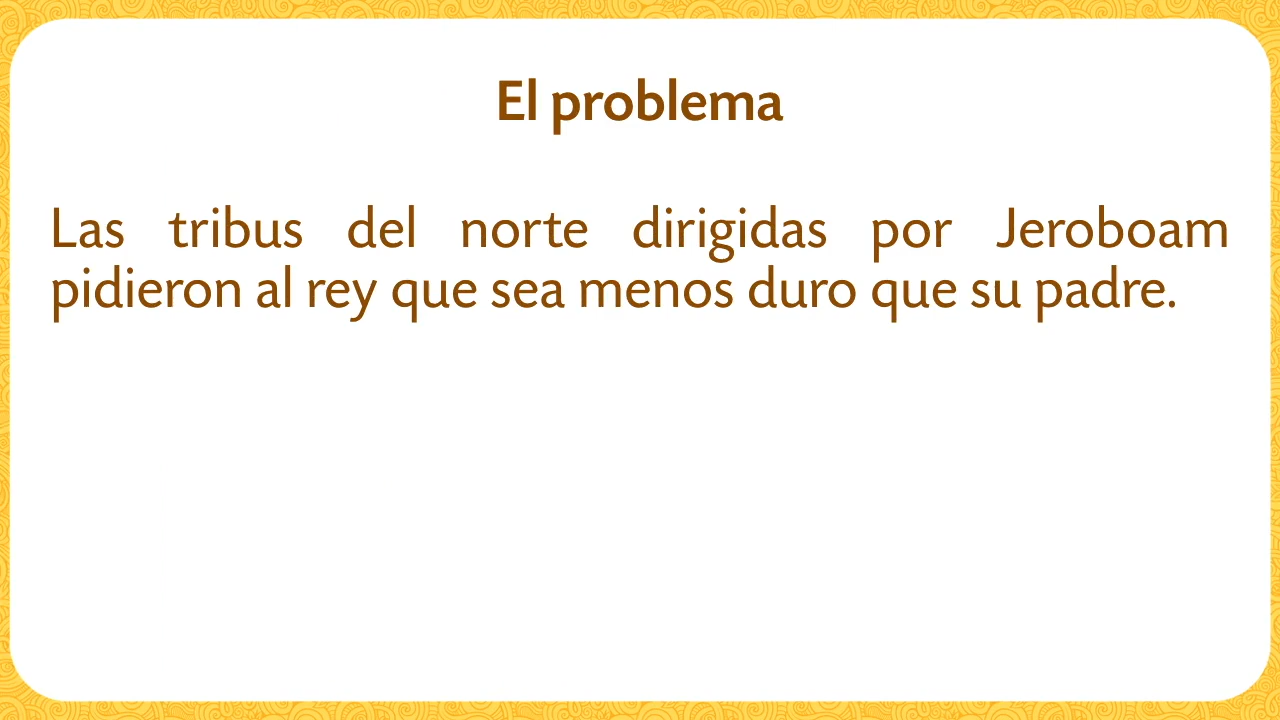 El problema
Las tribus del norte dirigidas por Jeroboam
pidieron al rey que sea menos duro que su padre.